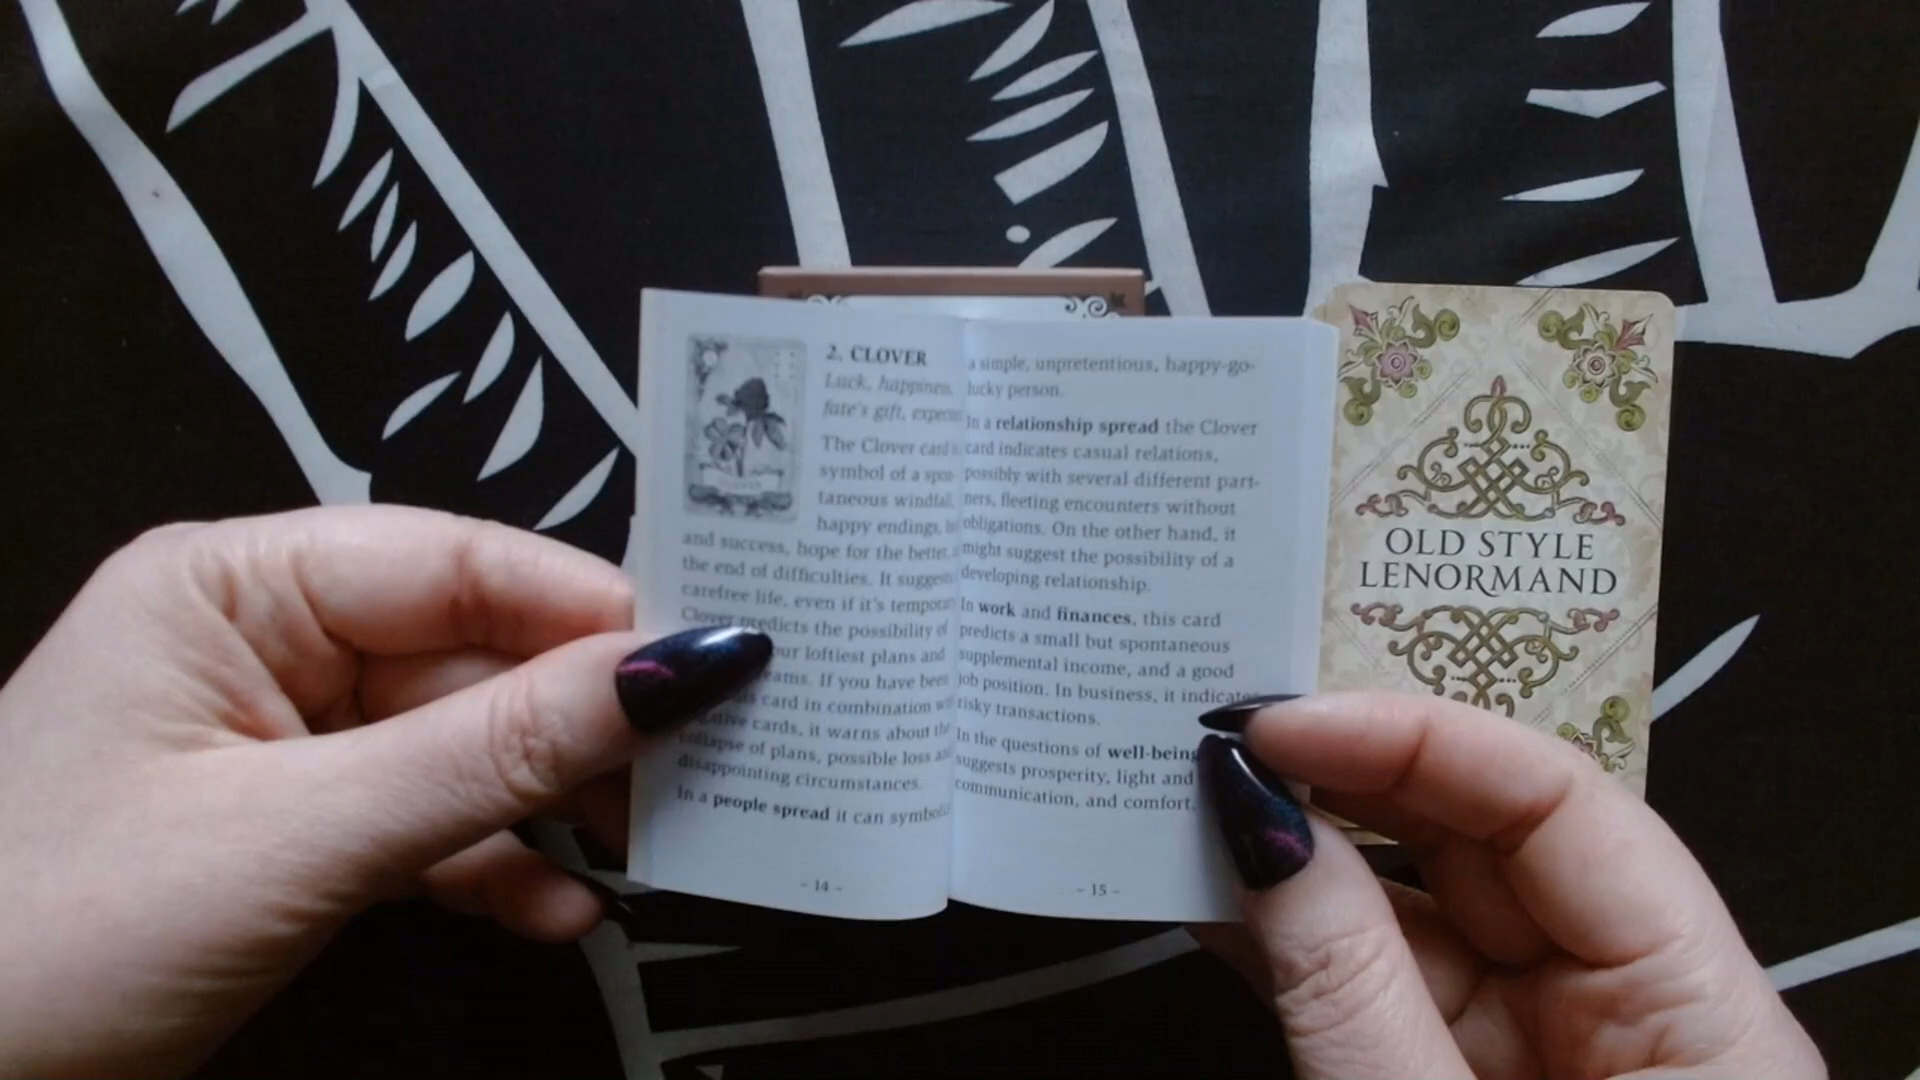 2. CLOVER
Luck, happiness,
fate's gift,
The Clover card
symbol of a spon-
taneous windfall,
happy endings,
and success, hope for the better,
the end of difficulties. It suggests
carefree life, even if it's temporary
Clover predicts the possibility of
our loftiest plans and
If you have been
card in combination
cards, it warns about the
collapse of plans, possible loss
disappointing circumstances.
In a people spread it can
- 14 -
a simple, unpretentious, happy-go-
lucky person.
In a relationship spread the Clover
card indicates casual relations,
possibly with several different part-
ners, fleeting encounters without
obligations. On the other hand, it
might suggest the possibility of a
developing relationship.
In work and finances, this card
predicts a small but spontaneous
supplemental income, and a good
job position. In business, it indicates
risky transactions.
In the questions of well-being
suggests prosperity, light and
communication, and comfort.
- 15 -
OLD STYLE
LENORMAND